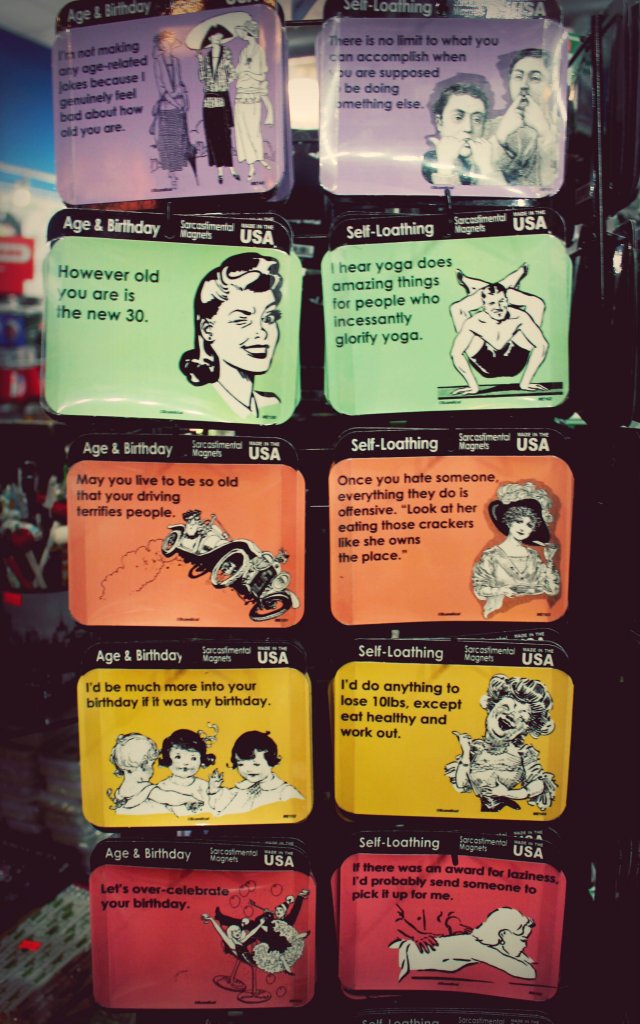 Age & Birthday
USA
I'm not making
any age-related
jokes because I
genuinely feel
bad about how
old you are.
Self-Loathing
USA
There is no limit to what you
can accomplish when
you are supposed
to be doing
something else.
Age & Birthday
Sarcastimental
Magnets
MADE IN THE
USA
However old
you are is
the new 30.
Self-Loathing
Sarcastimental
Magnets
MADE IN THE
USA
I hear yoga does
amazing things
for people who
incessantly
glorify yoga.
Age & Birthday
Sarcastimental
Magnets
MADE IN THE
USA
May you live to be so old
that your driving
terrifies people.
Self-Loathing
Sarcastimental
Magnets
MADE IN THE
USA
Once you hate someone,
everything they do is
offensive. "Look at her
eating those crackers
like she owns
the place."
Age & Birthday
Sarcastimental
Magnets
MADE IN THE
USA
I'd be much more into your
birthday if it was my birthday.
Self-Loathing
Sarcastimental
Magnets
MADE IN THE
USA
I'd do anything to
lose 10lbs, except
eat healthy and
work out.
Age & Birthday
Sarcastimental
Magnets
MADE IN THE
USA
Let's over-celebrate
your birthday.
Self-Loathing
Sarcastimental
Magnets
MADE IN THE
USA
If there was an award for laziness,
I'd probably send someone to
pick it up for me.
Self-Loathing